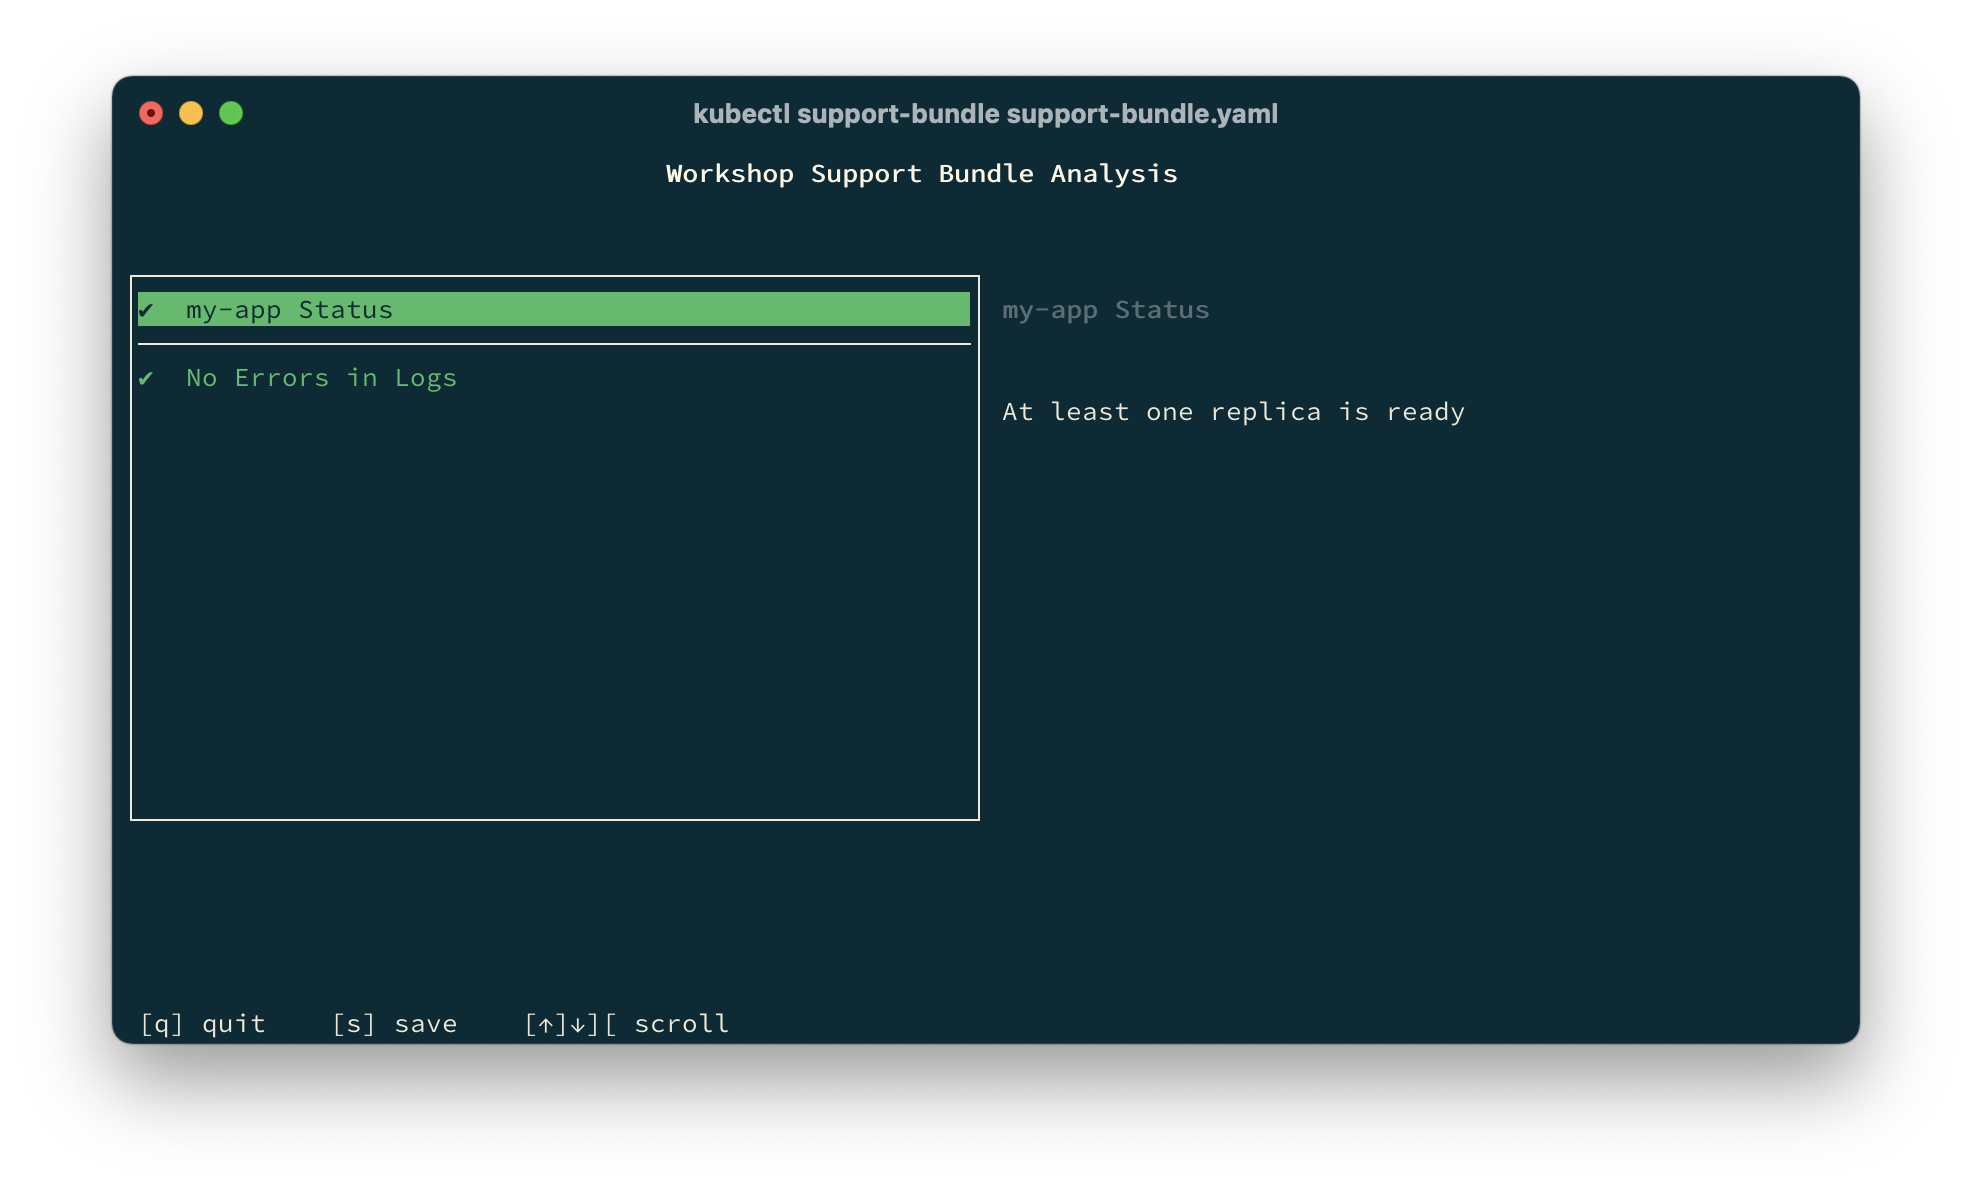 kubectl support-bundle support-bundle.yaml
Workshop Support Bundle Analysis
✔ my-app Status
✔ No Errors in Logs
my-app Status
At least one replica is ready
[q] quit [s] save [↑]↓][ scroll